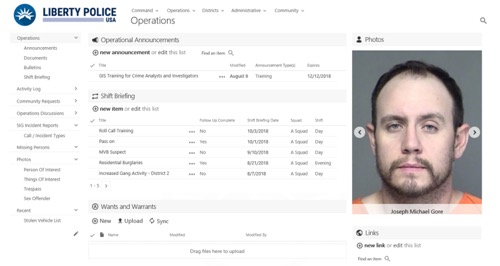 LIBERTY POLICE
USA
Command Operations Districts Administrative Community
Operations
Operations
Announcements
Documents
Bulletins
Shift Briefing
Activity Log
Community Requests
Operations Discussions
SIG Incident Reports
Call / Incident Types
Missing Persons
Photos
Person Of Interest
Things Of Interest
Trespass
Sex Offender
Recent
Stolen Vehicle List
Operational Announcements
new announcement or edit this list Find an item
Title Modified Announcement Type(s) Expires
GIS Training for Crime Analysts and Investigators ... August 6 Training 12/12/2018
Shift Briefing
new item or edit this list
Title Follow Up Complete Shift Briefing Date Squad Shift
Roll Call Training ... No 10/3/2018 A Squad Day
Pass on ... Yes 10/1/2018 A Squad Day
MVB Suspect ... No 9/10/2018 A Squad Day
Residential Burglaries ... Yes 8/21/2018 A Squad Evening
Increased Gang Activity - District 2 ... No 8/7/2018 A Squad Day
1 - 5
Wants and Warrants
New Upload Sync
Name Modified Modified By
Drag files here to upload
Photos
Joseph Michael Gore
Links
new link or edit this list
Find an item